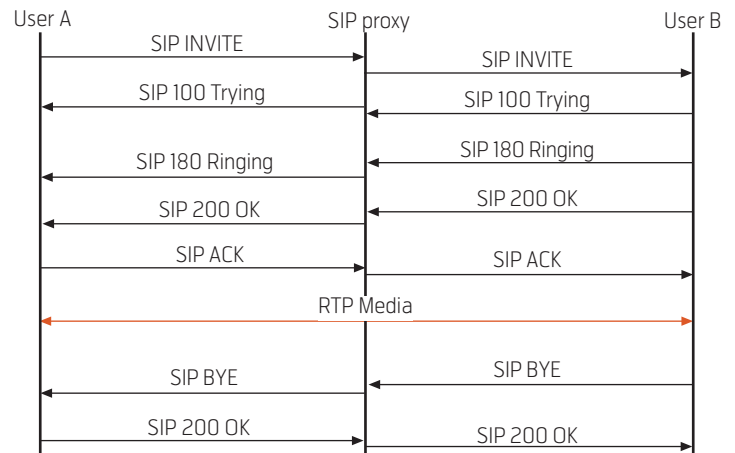 User A
SIP proxy
User B
SIP INVITE
SIP INVITE
SIP 100 Trying
SIP 100 Trying
SIP 180 Ringing
SIP 180 Ringing
SIP 200 OK
SIP 200 OK
SIP ACK
SIP ACK
RTP Media
SIP BYE
SIP BYE
SIP 200 OK
SIP 200 OK